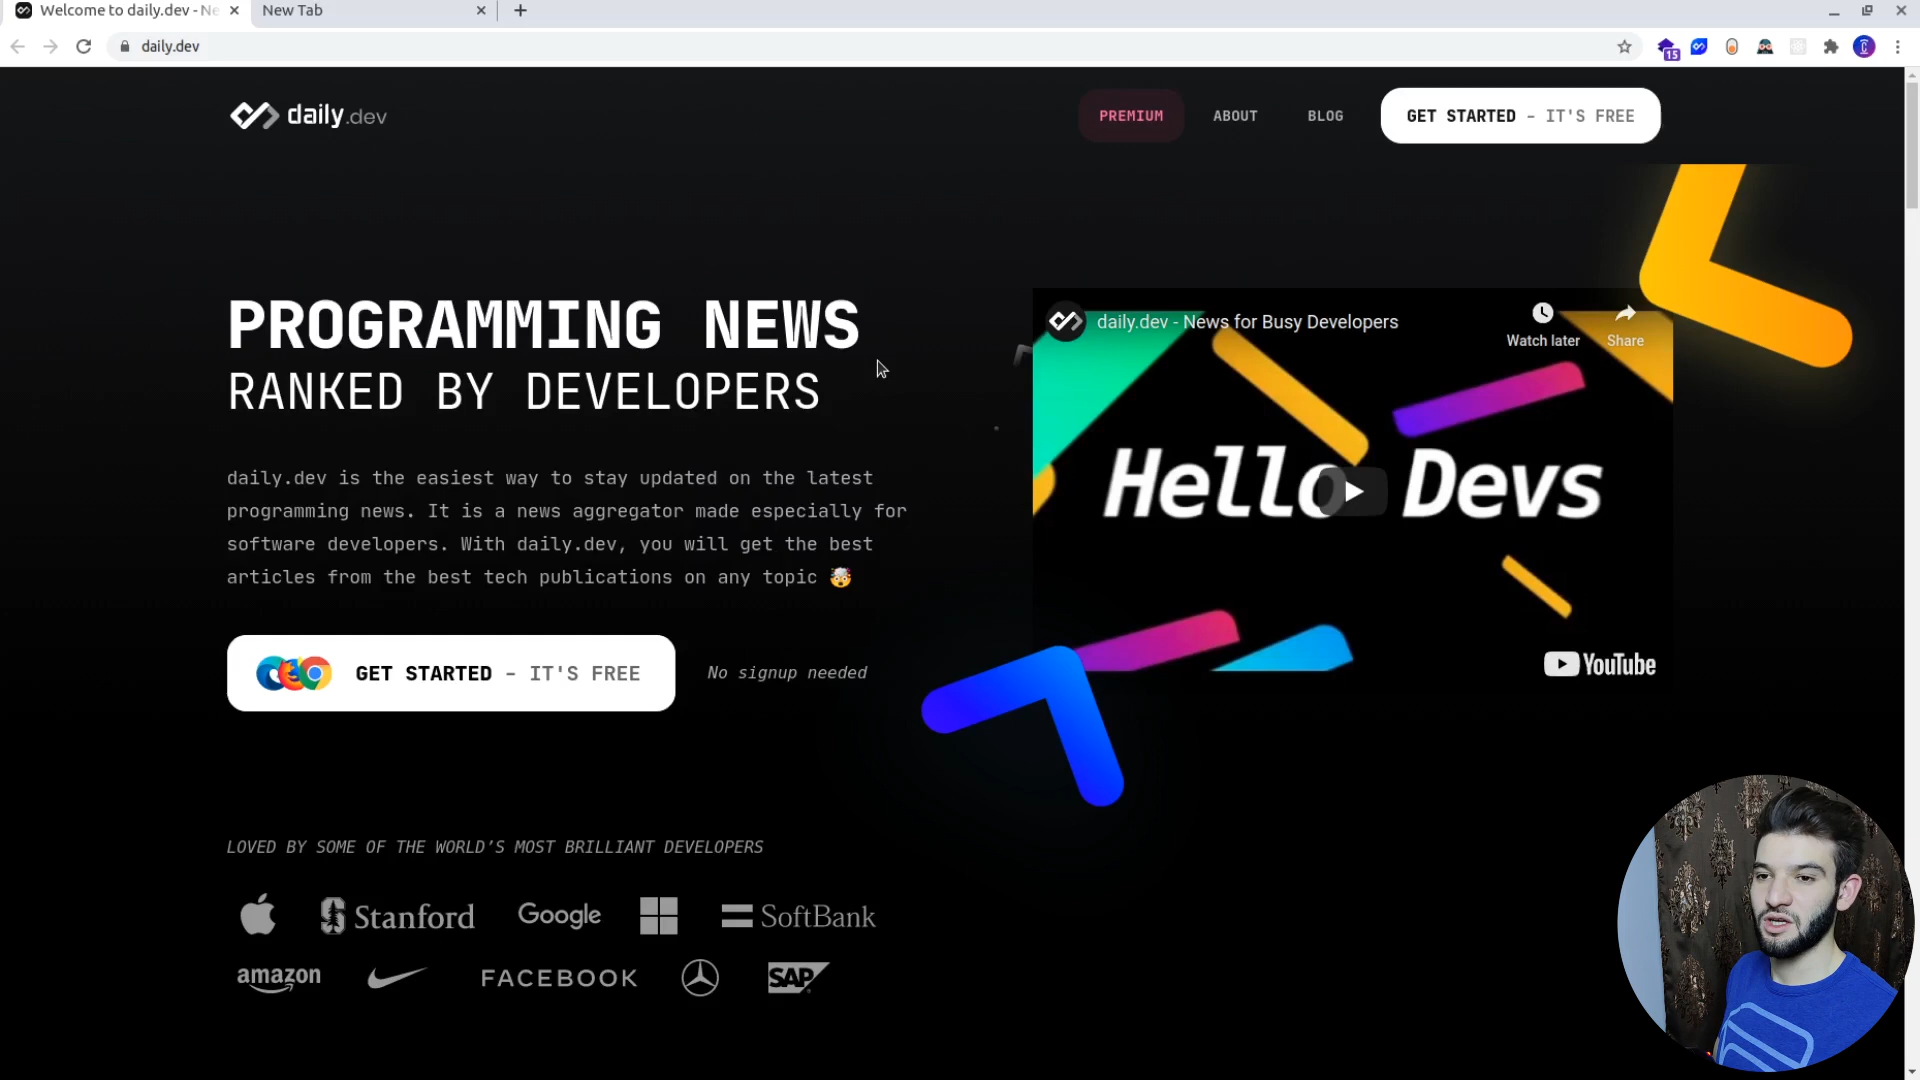 Welcome to daily.dev - Ne
New Tab
daily.dev
15
daily.dev
PREMIUM
ABOUT
BLOG
GET STARTED - IT'S FREE
PROGRAMMING NEWS
RANKED BY DEVELOPERS
daily.dev is the easiest way to stay updated on the latest
programming news. It is a news aggregator made especially for
software developers. With daily.dev, you will get the best
articles from the best tech publications on any topic 🤯
GET STARTED - IT'S FREE
No signup needed
daily.dev - News for Busy Developers
Watch later
Share
Hello Devs
YouTube
LOVED BY SOME OF THE WORLD’S MOST BRILLIANT DEVELOPERS
Stanford
Google
SoftBank
amazon
FACEBOOK
SAP